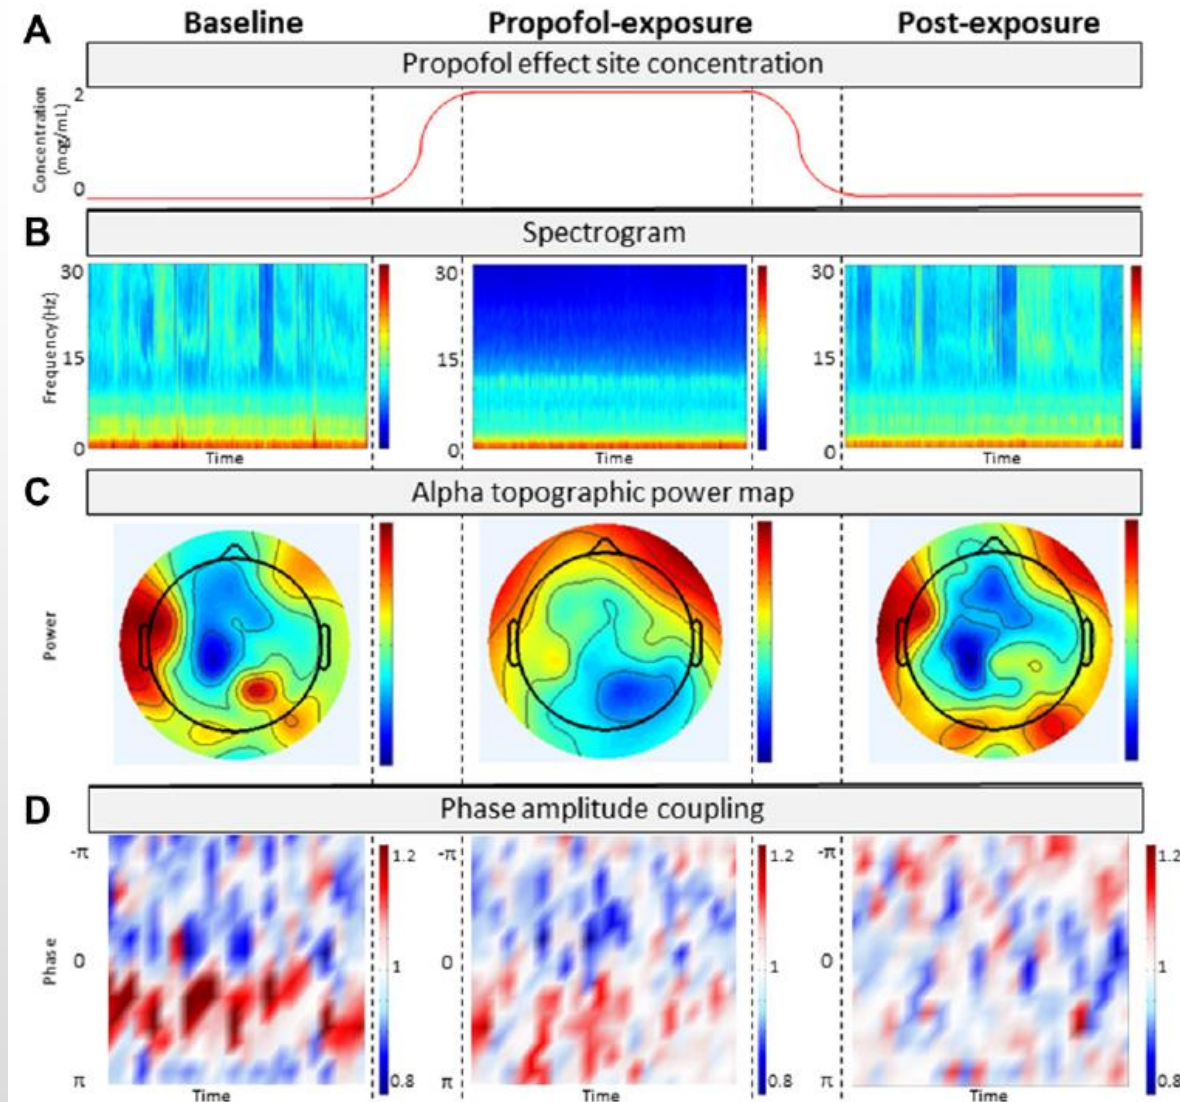 A
Baseline Propofol-exposure Post-exposure
Propofol effect site concentration
Concentration
(mcg/mL)
2
0
B
Spectrogram
Frequency(Hz)
30
15
0
Time
30
15
0
Time
30
15
0
Time
C
Alpha topographic power map
Power
D
Phase amplitude coupling
Phase
-π
0
π
Time
1.2
1
0.8
-π
0
π
Time
1.2
1
0.8
-π
0
π
Time
1.2
1
0.8